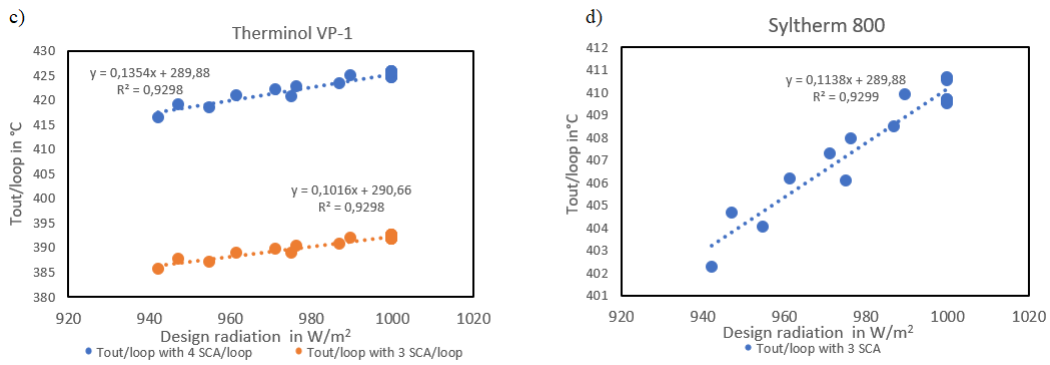 c)
Therminol VP-1
430
425
420
415
410
405
400
395
390
385
380
y = 0,1354x + 289,88
R² = 0,9298
y = 0,1016x + 290,66
R² = 0,9298
Tout/loop in °C
920 940 960 980 1000 1020
Design radiation in W/m²
Tout/loop with 4 SCA/loop Tout/loop with 3 SCA/loop
d)
Syltherm 800
412
411
410
409
408
407
406
405
404
403
402
401
y = 0,1138x + 289,88
R² = 0,9299
Tout/loop in°C
920 940 960 980 1000 1020
Design radiation in W/m²
Tout/loop with 3 SCA